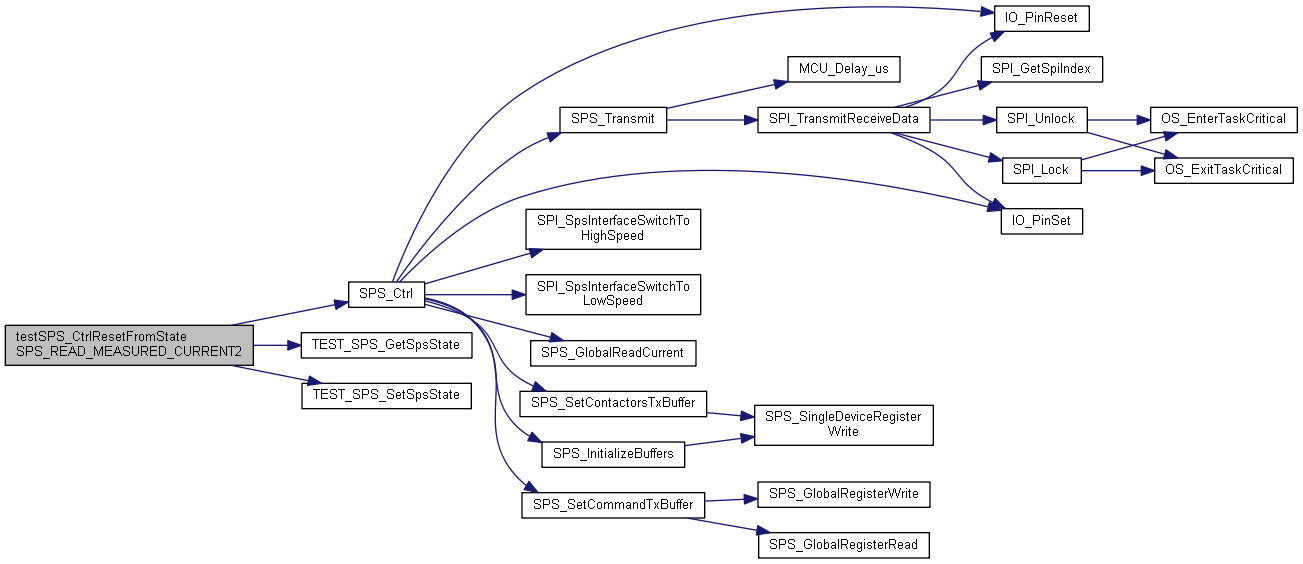 IO_PinReset
MCU_Delay_us
SPI_GetSpiIndex
SPS_Transmit
SPI_TransmitReceiveData
SPI_Unlock
OS_EnterTaskCritical
SPI_Lock
OS_ExitTaskCritical
IO_PinSet
SPI_SpsInterfaceSwitchTo
HighSpeed
SPI_SpsInterfaceSwitchTo
LowSpeed
SPS_Ctrl
testSPS_CtrlResetFromState
SPS_READ_MEASURED_CURRENT2
TEST_SPS_GetSpsState
SPS_GlobalReadCurrent
TEST_SPS_SetSpsState
SPS_SetContactorsTxBuffer
SPS_SingleDeviceRegister
Write
SPS_InitializeBuffers
SPS_GlobalRegisterWrite
SPS_SetCommandTxBuffer
SPS_GlobalRegisterRead